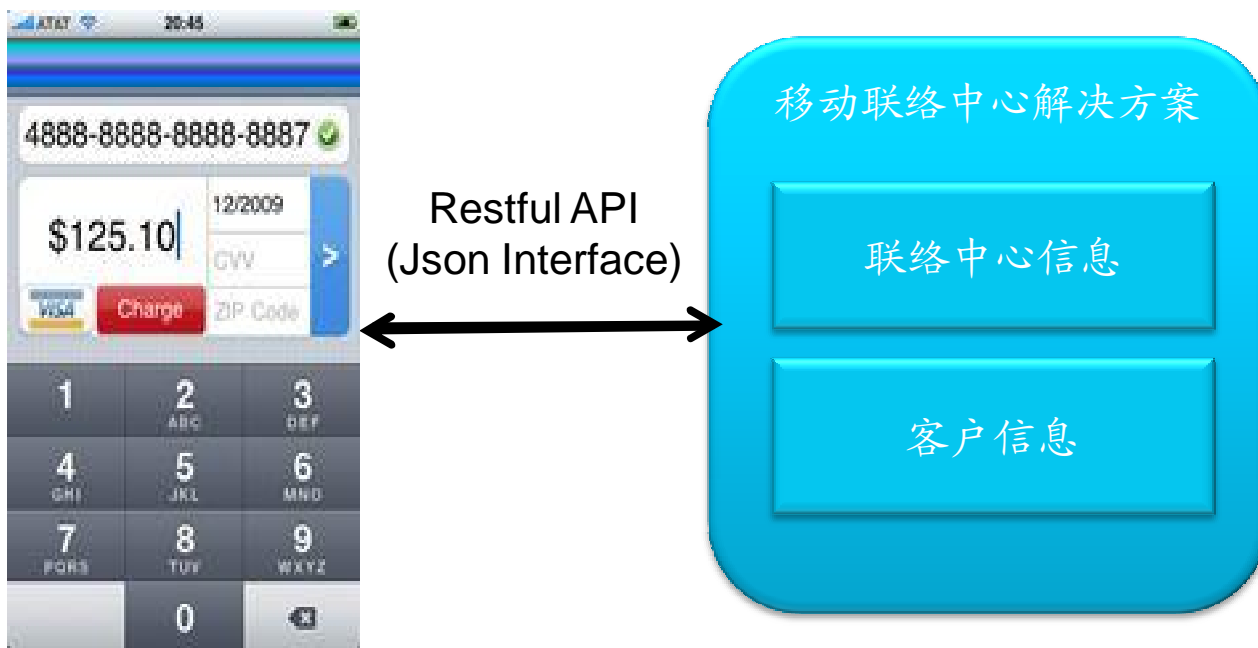 AT&T 20:45
4888-8888-8888-8887
$125.10
12/2009
CVV
>
VISA
Charge
ZIP Code
1
2
ABC
3
DEF
4
GHI
5
JKL
6
MNO
7
PQRS
8
TUV
9
WXYZ
0
Restful API
(Json Interface)
移动联络中心解决方案
联络中心信息
客户信息